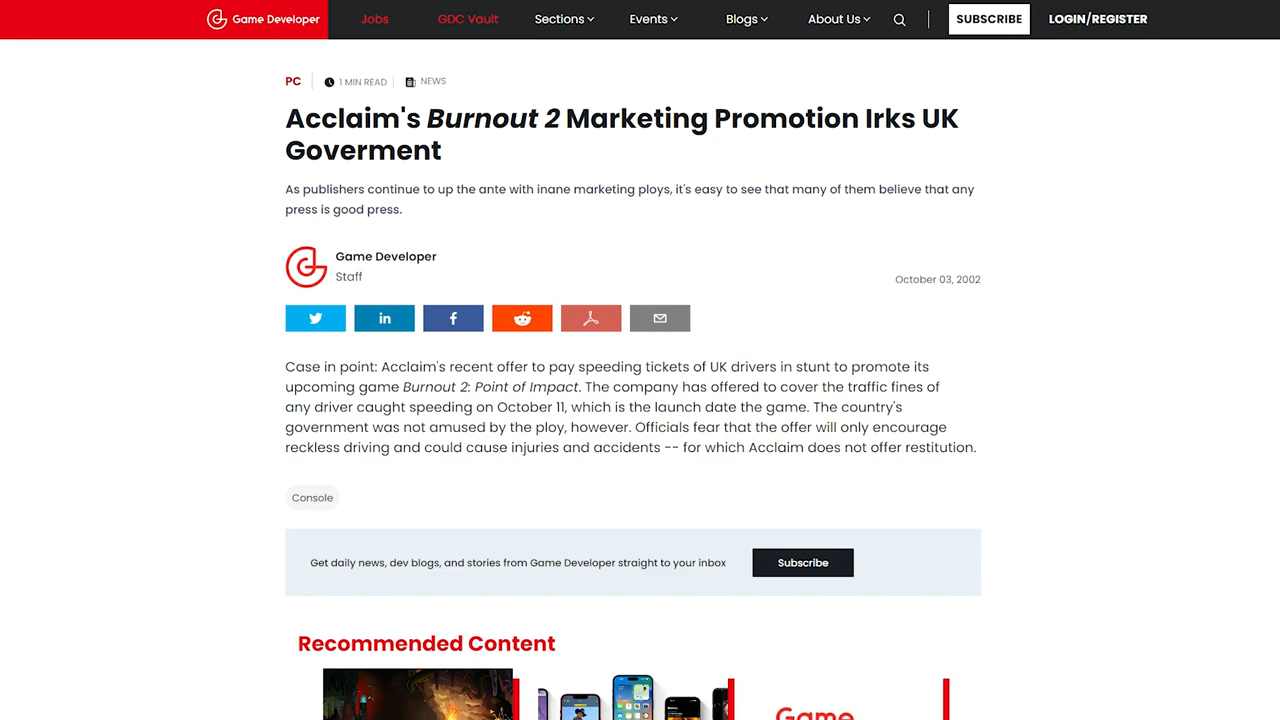 Game Developer Jobs GDC Vault Sections Events Blogs About Us SUBSCRIBE LOGIN/REGISTER
PC 1 MIN READ NEWS
Acclaim's Burnout 2 Marketing Promotion Irks UK
Goverment
As publishers continue to up the ante with inane marketing ploys, it's easy to see that many of them believe that any
press is good press.
Game Developer
Staff
October 03, 2002
Case in point: Acclaim's recent offer to pay speeding tickets of UK drivers in stunt to promote its
upcoming game Burnout 2: Point of Impact. The company has offered to cover the traffic fines of
any driver caught speeding on October 11, which is the launch date the game. The country's
government was not amused by the ploy, however. Officials fear that the offer will only encourage
reckless driving and could cause injuries and accidents -- for which Acclaim does not offer restitution.
Console
Get daily news, dev blogs, and stories from Game Developer straight to your inbox Subscribe
Recommended Content
Game